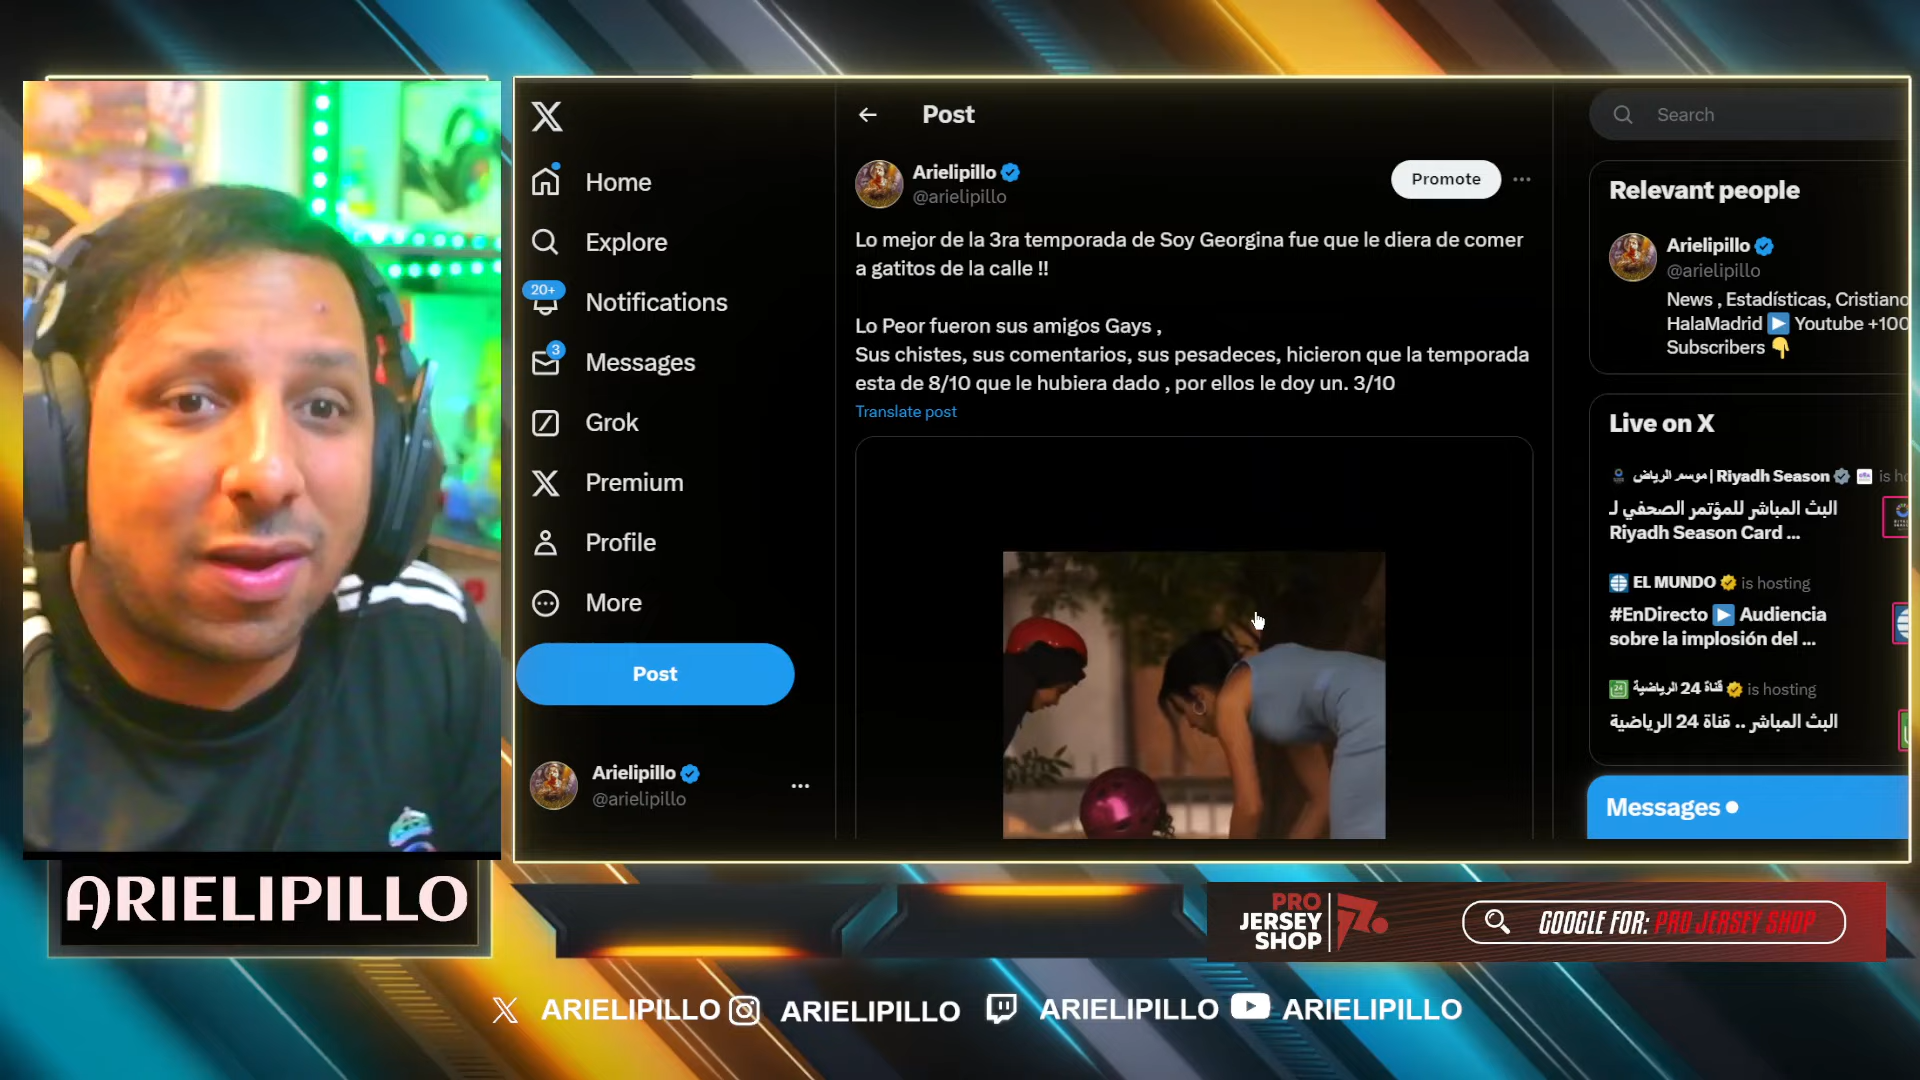 Home
Explore
20+
Notifications
3
Messages
Grok
Premium
Profile
More
Post
Arielipillo
@arielipillo
Post
Arielipillo
@arielipillo
Promote
Lo mejor de la 3ra temporada de Soy Georgina fue que le diera de comer
a gatitos de la calle !!
Lo Peor fueron sus amigos Gays ,
Sus chistes, sus comentarios, sus pesadeces, hicieron que la temporada
esta de 8/10 que le hubiera dado , por ellos le doy un. 3/10
Translate post
Search
Relevant people
Arielipillo
@arielipillo
News , Estadísticas, Cristiano
HalaMadrid ▶ Youtube +100
Subscribers 👇
Live on X
موسم الرياض | Riyadh Season is ho
البث المباشر للمؤتمر الصحفي لـ
Riyadh Season Card ...
EL MUNDO is hosting
#EnDirecto ▶ Audiencia
sobre la implosión del ...
قناة 24 الرياضية is hosting
البث المباشر .. قناة 24 الرياضية
Messages
ARIELIPILLO
PRO
JERSEY
SHOP
GOOGLE FOR: PRO JERSEY SHOP
ARIELIPILLO ARIELIPILLO ARIELIPILLO ARIELIPILLO